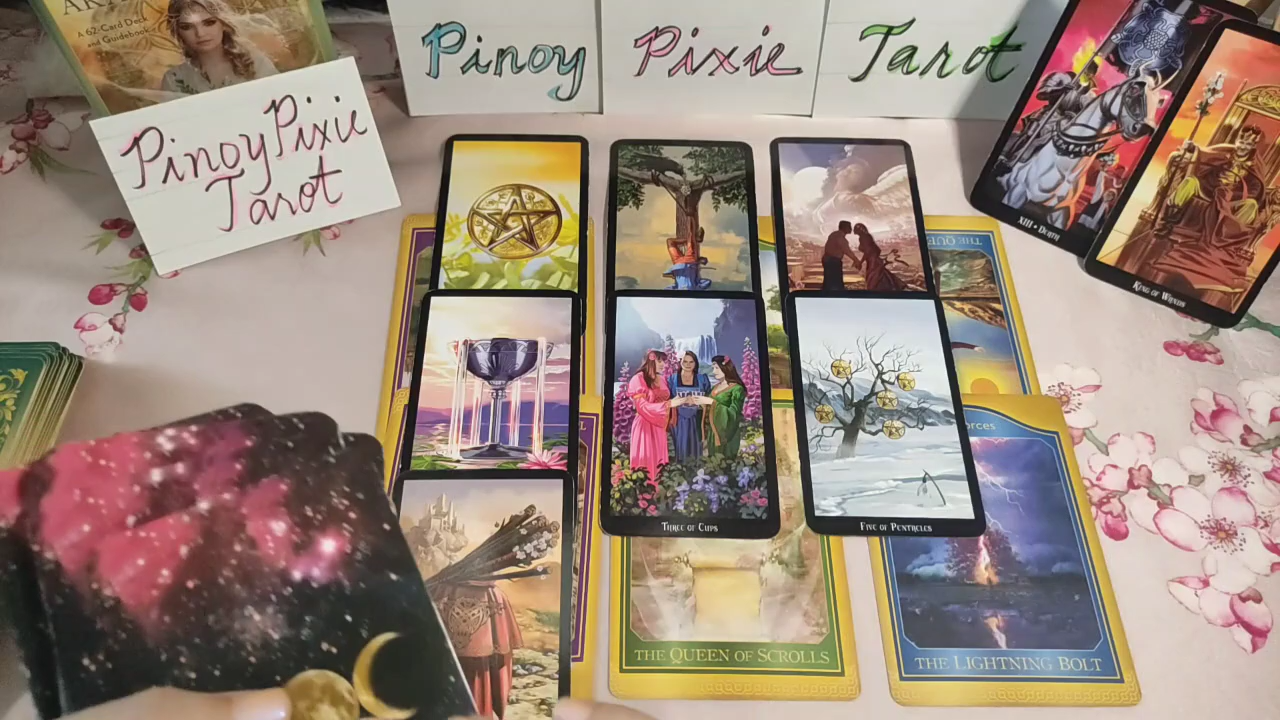 A 62-Card Deck
and Guidebook
Pinoy Pixie Tarot
PinoyPixie
Tarot
XIII • Death
King of Wands
Three of Cups
Five of Pentacles
The Queen of Scrolls
The Lightning Bolt